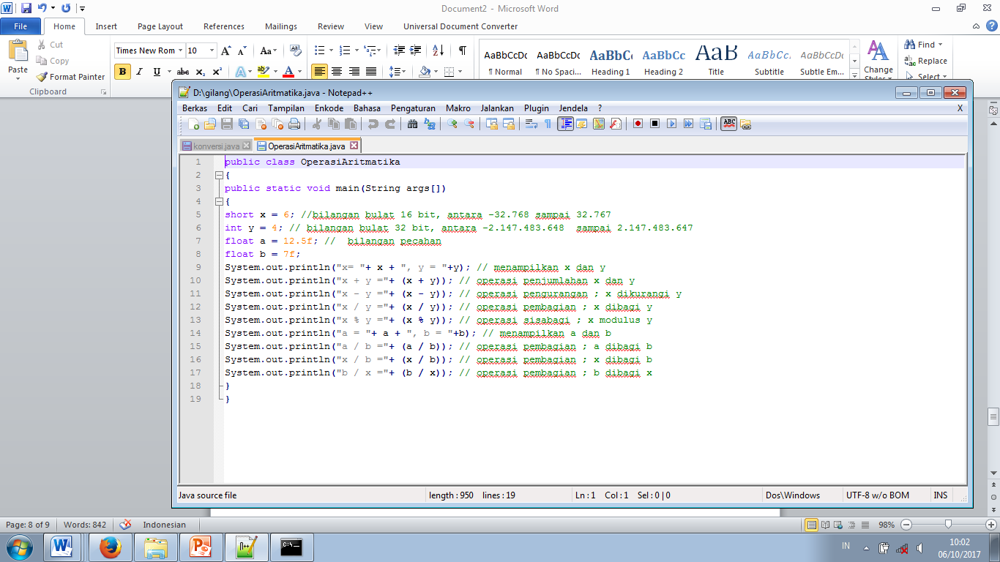 Document2 - Microsoft Word
File Home Insert Page Layout References Mailings Review View Universal Document Converter
Paste
Cut
Copy
Format Painter
Clipboard
Times New Rom 10
B I U abc x₂ x² A ab A
Aa
AaBbCcDc AaBbCcDc AaBbCc AaBbCc AaB AaBbCc. AaBbCcDc
¶ Normal ¶ No Spaci... Heading 1 Heading 2 Title Subtitle Subtle Em...
Change
Styles
Find
Replace
Select
D:\gilang\OperasiAritmatika.java - Notepad++
Berkas Edit Cari Tampilan Enkode Bahasa Pengaturan Makro Jalankan Plugin Jendela ? X
konversi.java OperasiAritmatika.java
1 public class OperasiAritmatika
2 {
3 public static void main(String args[])
4 {
5 short x = 6; //bilangan bulat 16 bit, antara -32.768 sampai 32.767
6 int y = 4; // bilangan bulat 32 bit, antara -2.147.483.648  sampai 2.147.483.647
7 float a = 12.5f; //  bilangan pecahan
8 float b = 7f;
9 System.out.println("x= "+ x + ", y = "+y); // menampilkan x dan y
10 System.out.println("x + y ="+ (x + y)); // operasi penjumlahan x dan y
11 System.out.println("x - y ="+ (x - y)); // operasi pengurangan ; x dikurangi y
12 System.out.println("x / y ="+ (x / y)); // operasi pembagian ; x dibagi y
13 System.out.println("x % y ="+ (x % y)); // operasi sisabagi ; x modulus y
14 System.out.println("a = "+ a + ", b = "+b); // menampilkan a dan b
15 System.out.println("a / b ="+ (a / b)); // operasi pembagian ; a dibagi b
16 System.out.println("x / b ="+ (x / b)); // operasi pembagian ; x dibagi b
17 System.out.println("b / x ="+ (b / x)); // operasi pembagian ; b dibagi x
18 }
19 }
Java source file length : 950 lines : 19 Ln : 1 Col : 1 Sel : 0 | 0 Dos\Windows UTF-8 w/o BOM INS
Page: 8 of 9 Words: 842 Indonesian 98%
IN 10:02
06/10/2017